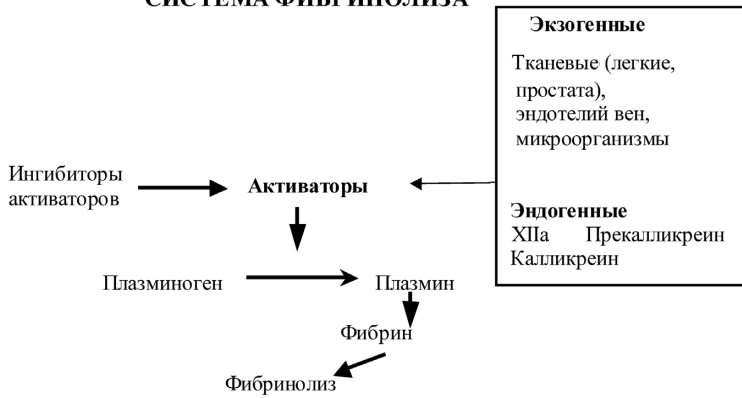 СИСТЕМА ФИБРИНОЛИЗА
Экзогенные
Тканевые (легкие,
простата),
эндотелий вен,
микроорганизмы
Ингибиторы
активаторов
Активаторы
Эндогенные
XIIa Прекалликреин
Калликреин
Плазминоген
Плазмин
Фибрин
Фибринолиз